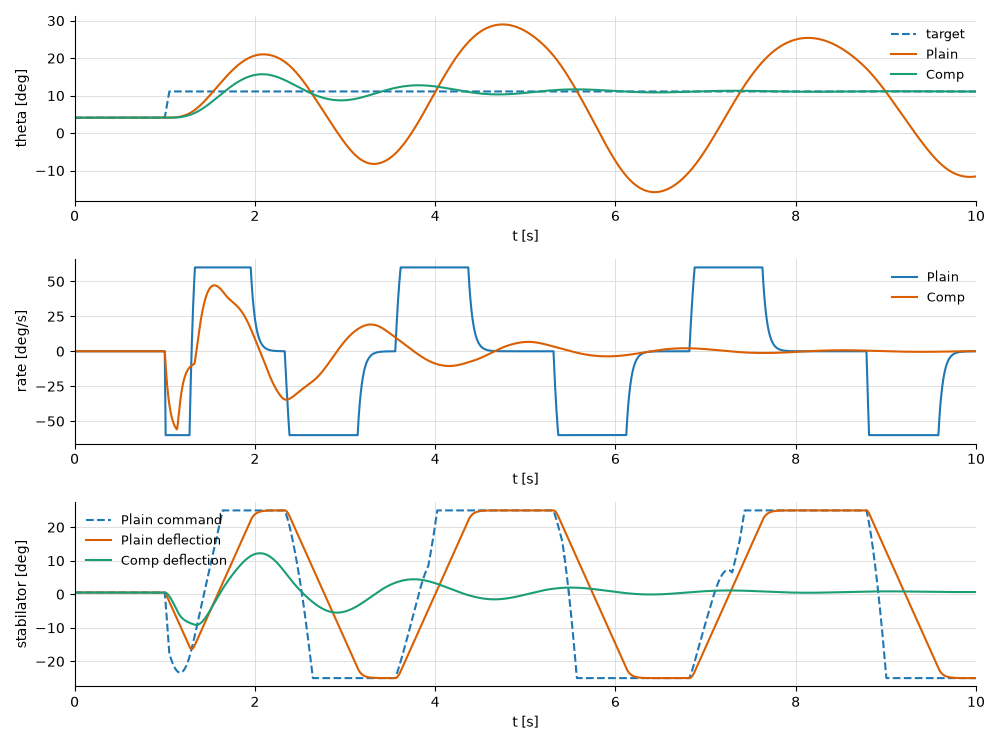 30
20
10
0
−10
theta [deg]
target
Plain
Comp
0 2 4 6 8 10
t [s]
50
25
0
−25
−50
rate [deg/s]
Plain
Comp
0 2 4 6 8 10
t [s]
20
10
0
−10
−20
stabilator [deg]
Plain command
Plain deflection
Comp deflection
0 2 4 6 8 10
t [s]